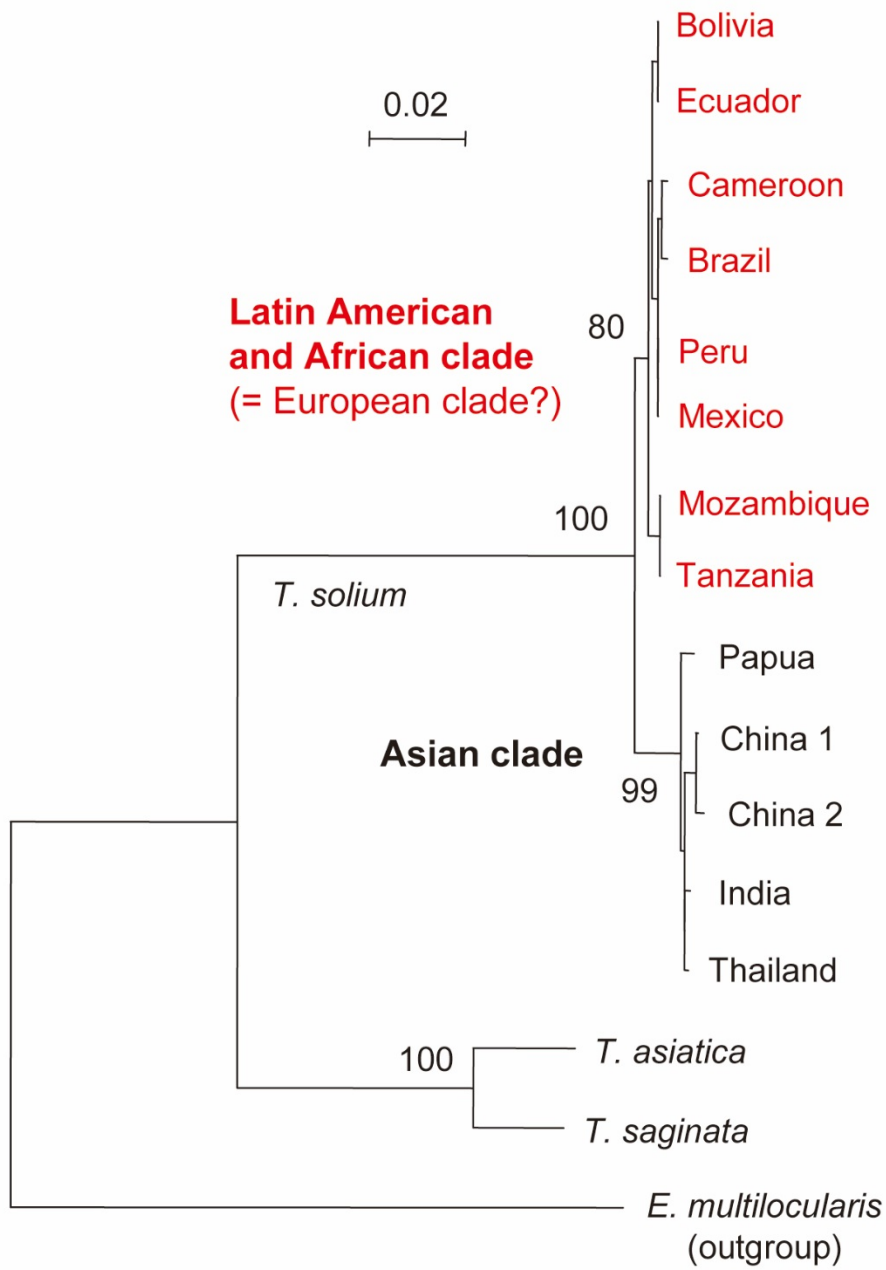 Bolivia
0.02
Ecuador
Cameroon
Brazil
Latin American
and African clade
(= European clade?)
80
Peru
Mexico
Mozambique
100
Tanzania
T. solium
Papua
China 1
Asian clade
99
China 2
India
Thailand
100
T. asiatica
T. saginata
E. multilocularis
(outgroup)